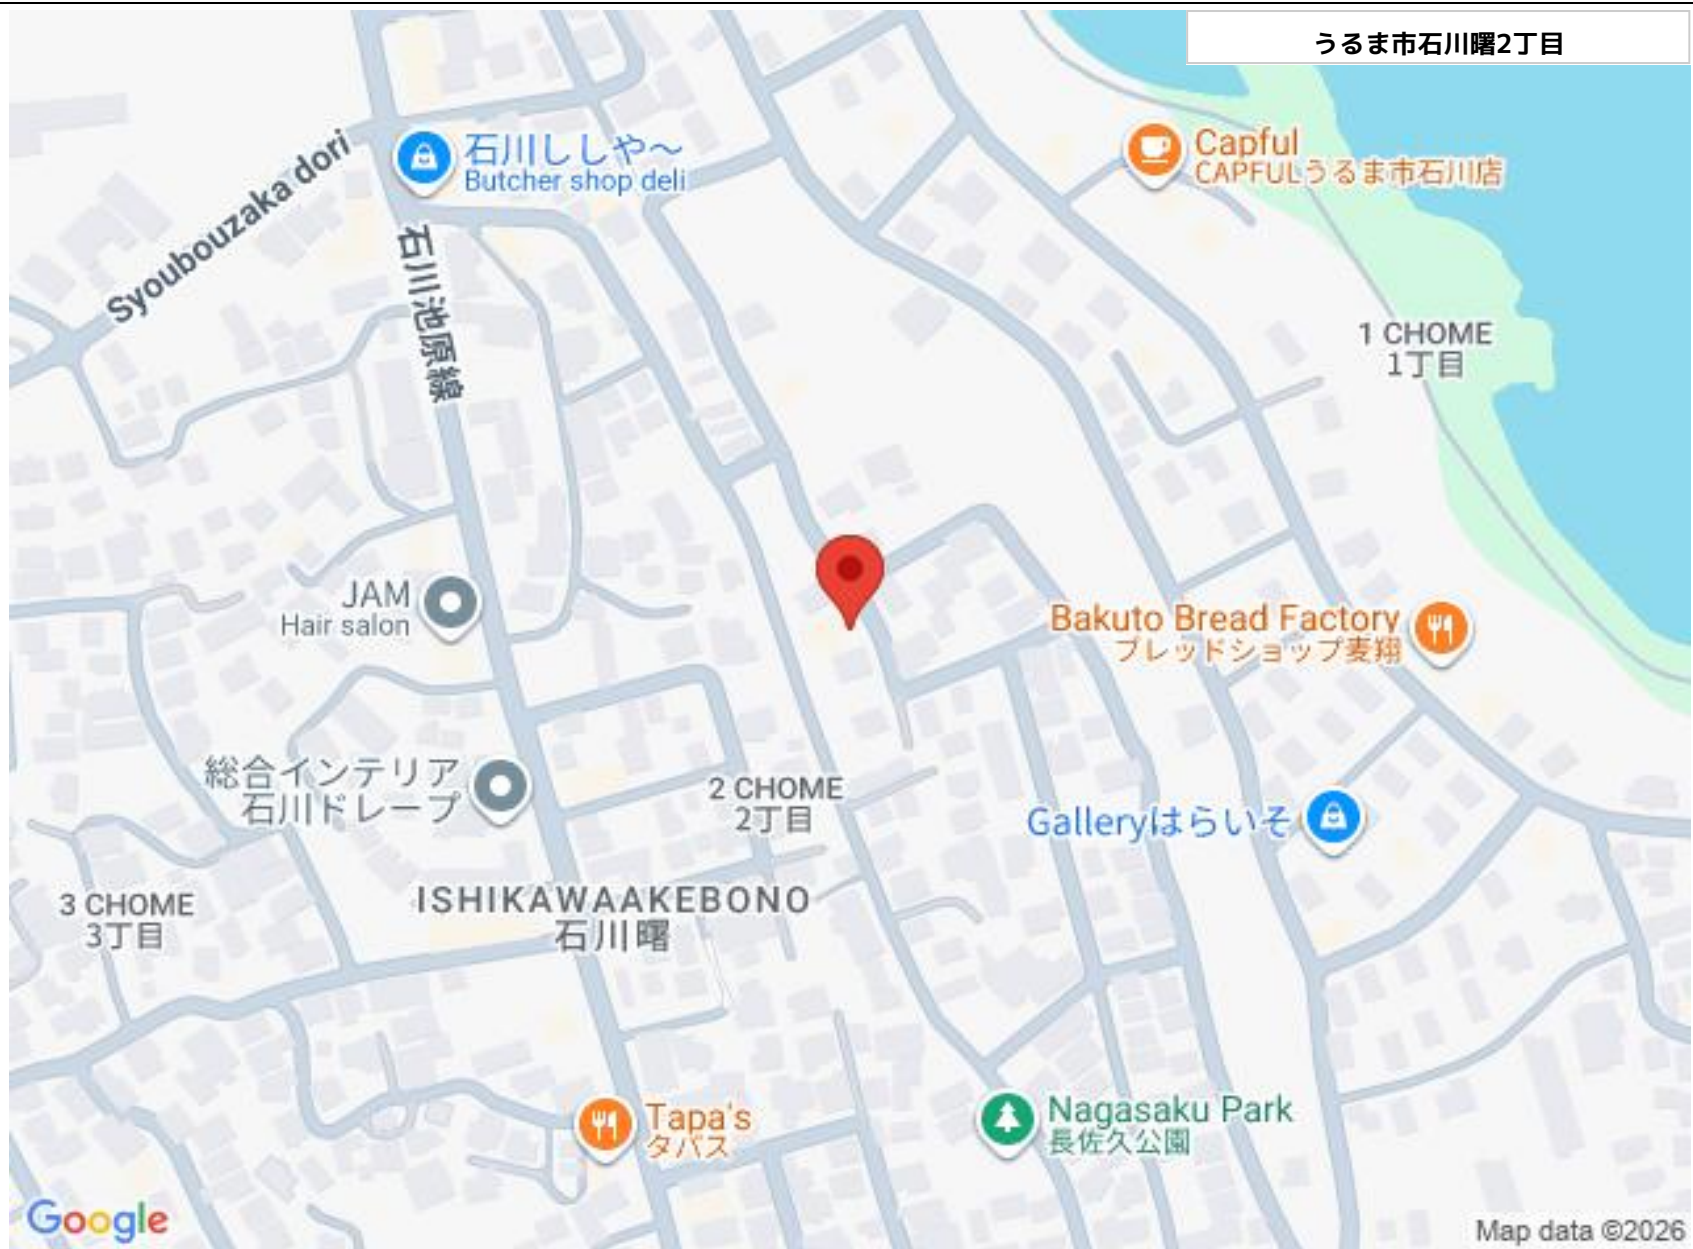 うるま市石川曙2丁目
Syoubouzaka dori
石川ししや～
Butcher shop deli
Capful
CAPFULうるま市石川店
石川池原線
1 CHOME
1丁目
JAM
Hair salon
Bakuto Bread Factory
ブレッドショップ麦翔
総合インテリア
石川ドレープ
2 CHOME
2丁目
Galleryはらいそ
3 CHOME
3丁目
ISHIKAWAAKEBONO
石川曙
Tapa's
タパス
Nagasaku Park
長佐久公園
Google
Map data ©2026